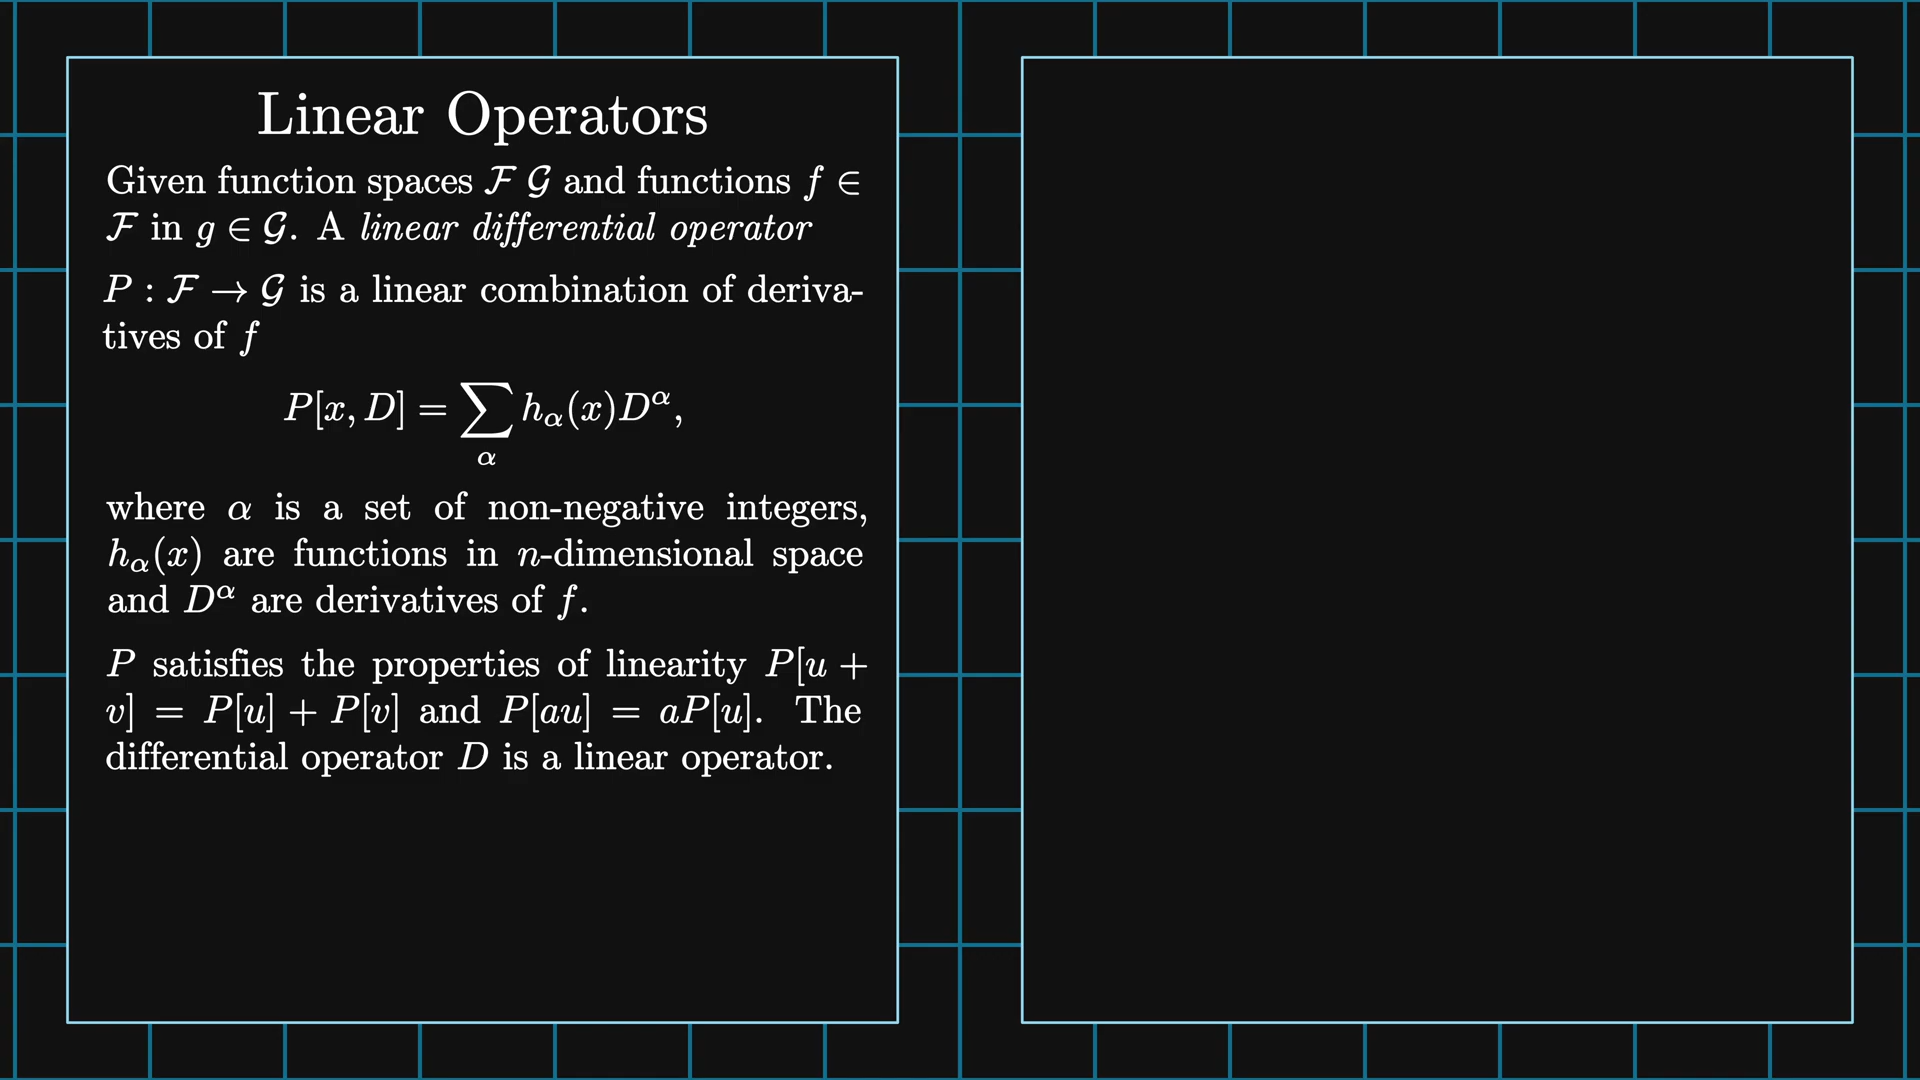 Linear Operators
Given function spaces ℱ 𝒢 and functions f ∈
ℱ in g ∈ 𝒢. A linear differential operator
P : ℱ → 𝒢 is a linear combination of deriva-
tives of f
P[x, D] = ∑_α h_α(x)D^α,
where α is a set of non-negative integers,
h_α(x) are functions in n-dimensional space
and D^α are derivatives of f.
P satisfies the properties of linearity P[u +
v] = P[u] + P[v] and P[au] = aP[u]. The
differential operator D is a linear operator.